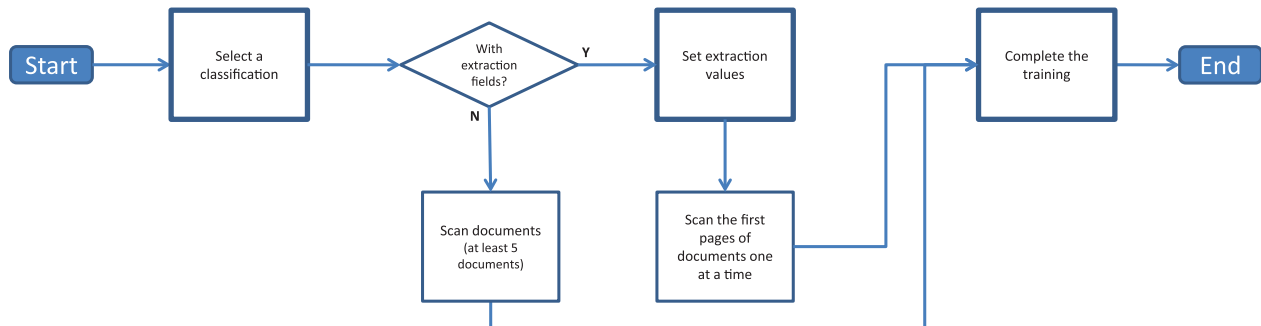 Start
Select a
classification
With
extraction
fields?
Y
N
Set extraction
values
Complete the
training
End
Scan documents
(at least 5
documents)
Scan the first
pages of
documents one
at a time